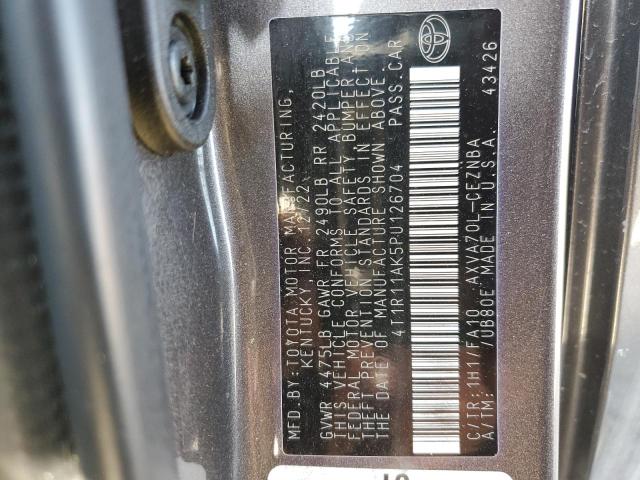 MFD. BY: TOYOTA MOTOR MANUFACTURING,
KENTUCKY, INC. 12/22
GVWR 4475LB GAWR FR 2490LB RR 2420LB
THIS VEHICLE CONFORMS TO ALL APPLICABLE
FEDERAL MOTOR VEHICLE SAFETY BUMPER, AND
THEFT PREVENTION STANDARDS IN EFFECT ON
THE DATE OF MANUFACTURE SHOWN ABOVE.
4T1R11AK5PU126704 PASS.CAR
C/TR:1H1/FA10 AXVA70L-CEZNBA
A/TM: /UB80E MADE IN U.S.A. 43426